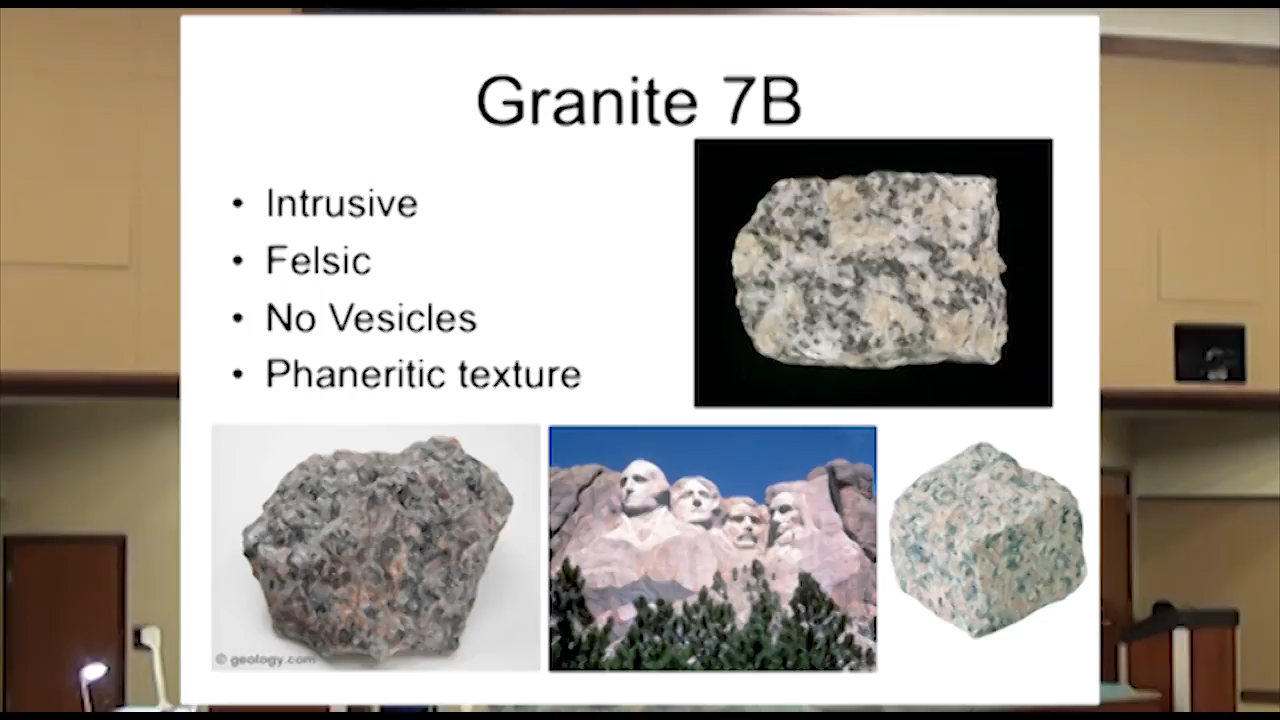 Granite 7B
• Intrusive
• Felsic
• No Vesicles
• Phaneritic texture
© geology.com